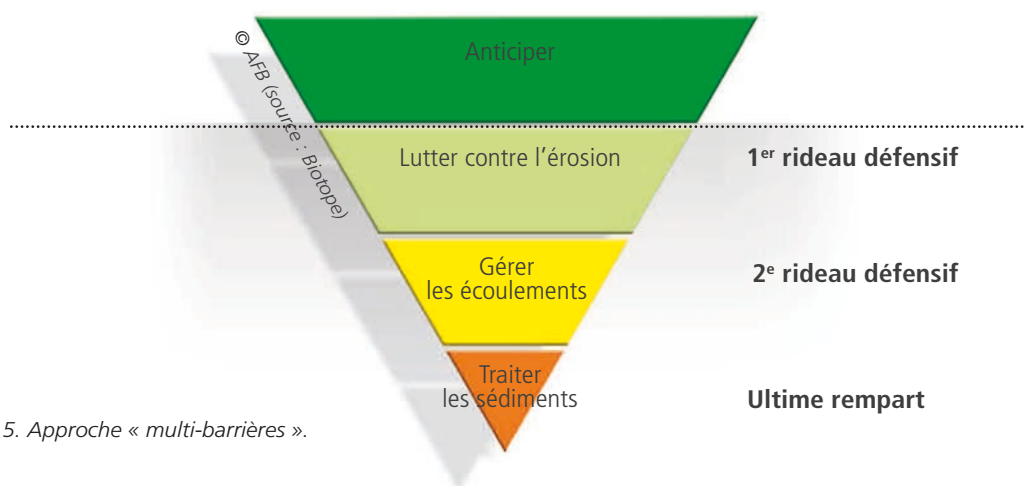 © AFB (source : Biotope)
Anticiper
Lutter contre l'érosion
1er rideau défensif
Gérer
les écoulements
2e rideau défensif
Traiter
les sédiments
Ultime rempart
5. Approche « multi-barrières ».